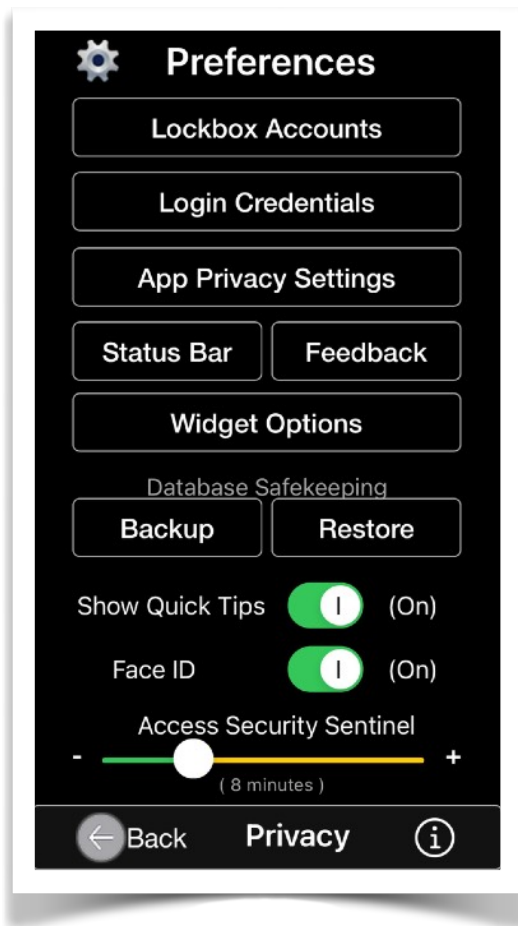 Preferences
Lockbox Accounts
Login Credentials
App Privacy Settings
Status Bar
Feedback
Widget Options
Database Safekeeping
Backup
Restore
Show Quick Tips (On)
Face ID (On)
Access Security Sentinel
- +
( 8 minutes )
Back Privacy i